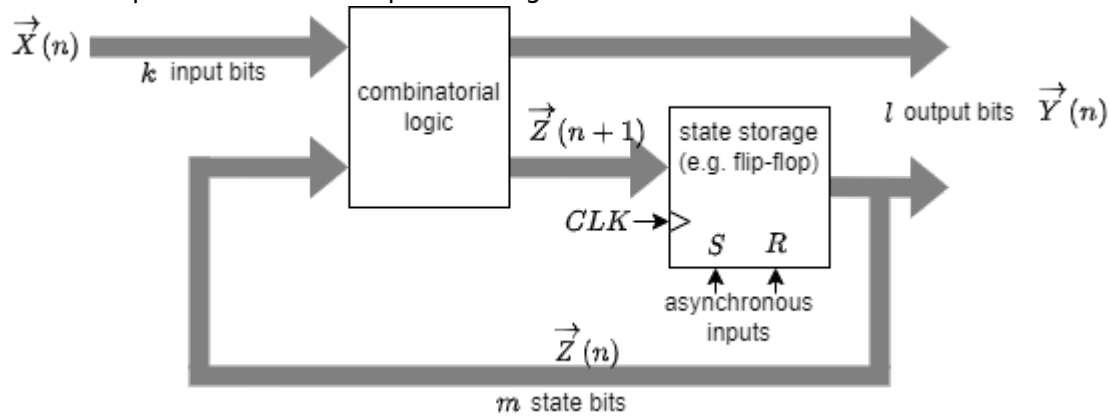 X⃗(n)
k input bits
combinatorial
logic
Z⃗(n + 1)
state storage
(e.g. flip-flop)
l output bits Y⃗(n)
CLK
S R
asynchronous
inputs
Z⃗(n)
m state bits